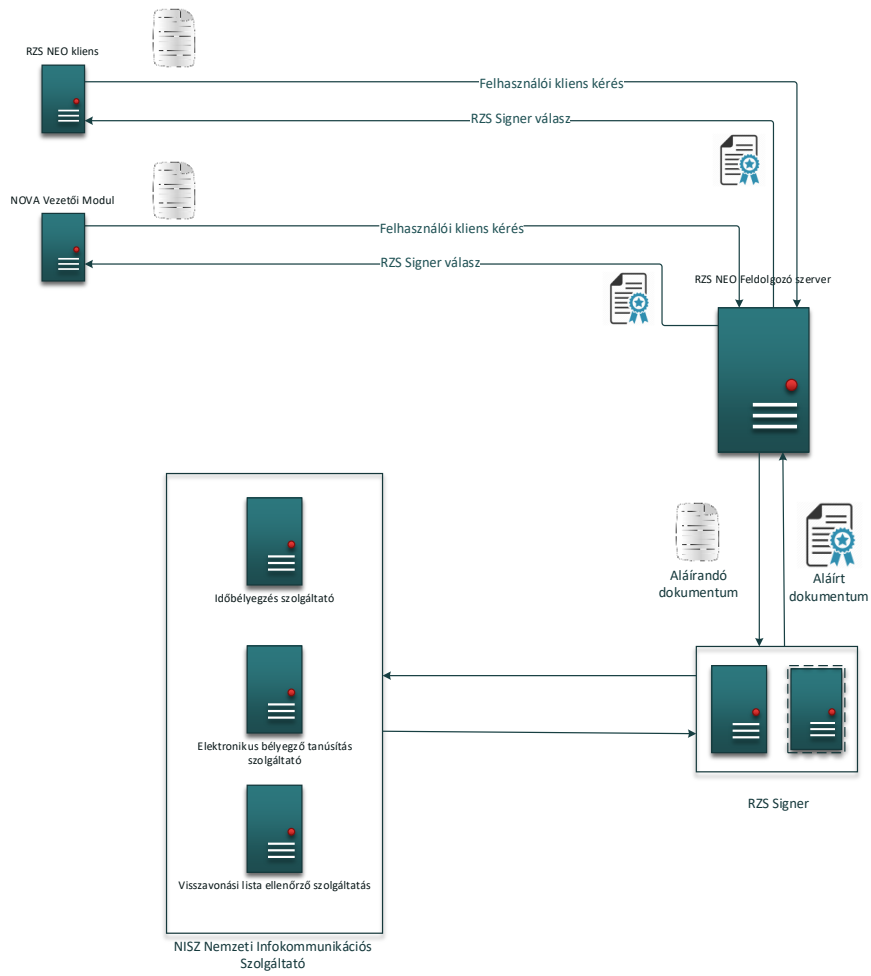 RZS NEO kliens
Felhasználói kliens kérés
RZS Signer válasz
NOVA Vezetői Modul
Felhasználói kliens kérés
RZS Signer válasz
RZS NEO Feldolgozó szerver
Aláírandó
dokumentum
Aláírt
dokumentum
Időbélyegzés szolgáltató
Elektronikus bélyegző tanúsítás
szolgáltató
Visszavonási lista ellenőrző szolgáltatás
RZS Signer
NISZ Nemzeti Infokommunikációs
Szolgáltató